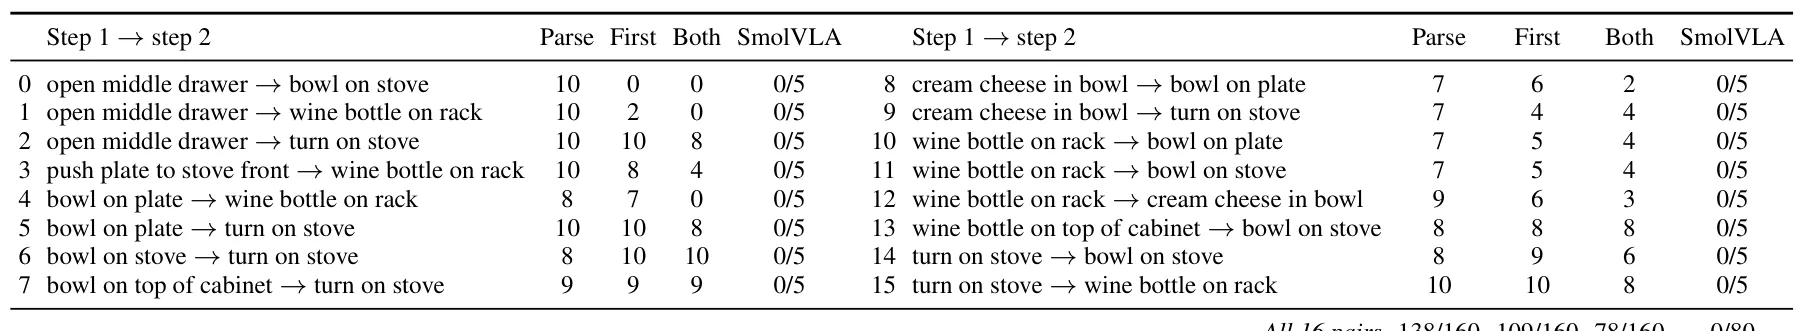 Step 1 → step 2 Parse First Both SmolVLA Step 1 → step 2 Parse First Both SmolVLA
0 open middle drawer → bowl on stove 10 0 0 0/5 8 cream cheese in bowl → bowl on plate 7 6 2 0/5
1 open middle drawer → wine bottle on rack 10 2 0 0/5 9 cream cheese in bowl → turn on stove 7 4 4 0/5
2 open middle drawer → turn on stove 10 10 8 0/5 10 wine bottle on rack → bowl on plate 7 5 4 0/5
3 push plate to stove front → wine bottle on rack 10 8 4 0/5 11 wine bottle on rack → bowl on stove 7 5 4 0/5
4 bowl on plate → wine bottle on rack 8 7 0 0/5 12 wine bottle on rack → cream cheese in bowl 9 6 3 0/5
5 bowl on plate → turn on stove 10 10 8 0/5 13 wine bottle on top of cabinet → bowl on stove 8 8 8 0/5
6 bowl on stove → turn on stove 8 10 10 0/5 14 turn on stove → bowl on stove 8 9 6 0/5
7 bowl on top of cabinet → turn on stove 9 9 9 0/5 15 turn on stove → wine bottle on rack 10 10 8 0/5
All 16 pairs 138/160 109/160 78/160 0/80